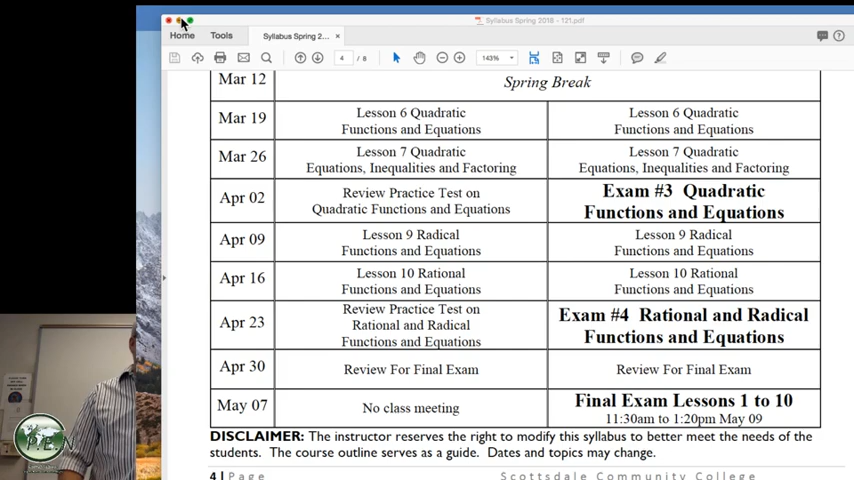 Syllabus Spring 2018 - 121.pdf
Home Tools Syllabus Spring 2... ×
4 / 8 143%
Mar 12 Spring Break
Mar 19 Lesson 6 Quadratic Functions and Equations Lesson 6 Quadratic Functions and Equations
Mar 26 Lesson 7 Quadratic Equations, Inequalities and Factoring Lesson 7 Quadratic Equations, Inequalities and Factoring
Apr 02 Review Practice Test on Quadratic Functions and Equations Exam #3 Quadratic Functions and Equations
Apr 09 Lesson 9 Radical Functions and Equations Lesson 9 Radical Functions and Equations
Apr 16 Lesson 10 Rational Functions and Equations Lesson 10 Rational Functions and Equations
Apr 23 Review Practice Test on Rational and Radical Functions and Equations Exam #4 Rational and Radical Functions and Equations
Apr 30 Review For Final Exam Review For Final Exam
May 07 No class meeting Final Exam Lessons 1 to 10 11:30am to 1:20pm May 09
DISCLAIMER: The instructor reserves the right to modify this syllabus to better meet the needs of the
students. The course outline serves as a guide. Dates and topics may change.
4 | Page Scottsdale Community College
P.E.N